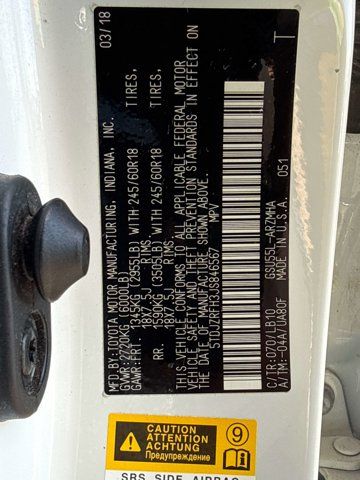 MFD.BY:TOYOTA MOTOR MANUFACTURING, INDIANA, INC. 03/18
GVWR:2720KG(6000LB)
GAWR:FRT. 1345KG(2955LB)WITH 245/60R18 TIRES,
18X7.5J RIMS
RR. 1590KG(3505LB)WITH 245/60R18 TIRES,
18X7.5J RIMS
THIS VEHICLE CONFORMS TO ALL APPLICABLE FEDERAL MOTOR
VEHICLE SAFETY AND THEFT PREVENTION STANDARDS IN EFFECT
ON THE DATE OF MANUFACTURE SHOWN ABOVE.
5TDJZRFH3JS846567 MPV
C/TR:070/LB10 GSU55L-ARZMHA
A/TM:-04A/UA80F MADE IN U.S.A. 051
T
CAUTION
ATTENTION
ACHTUNG
Предупреждение
9
SRS SIDE AIRBAG